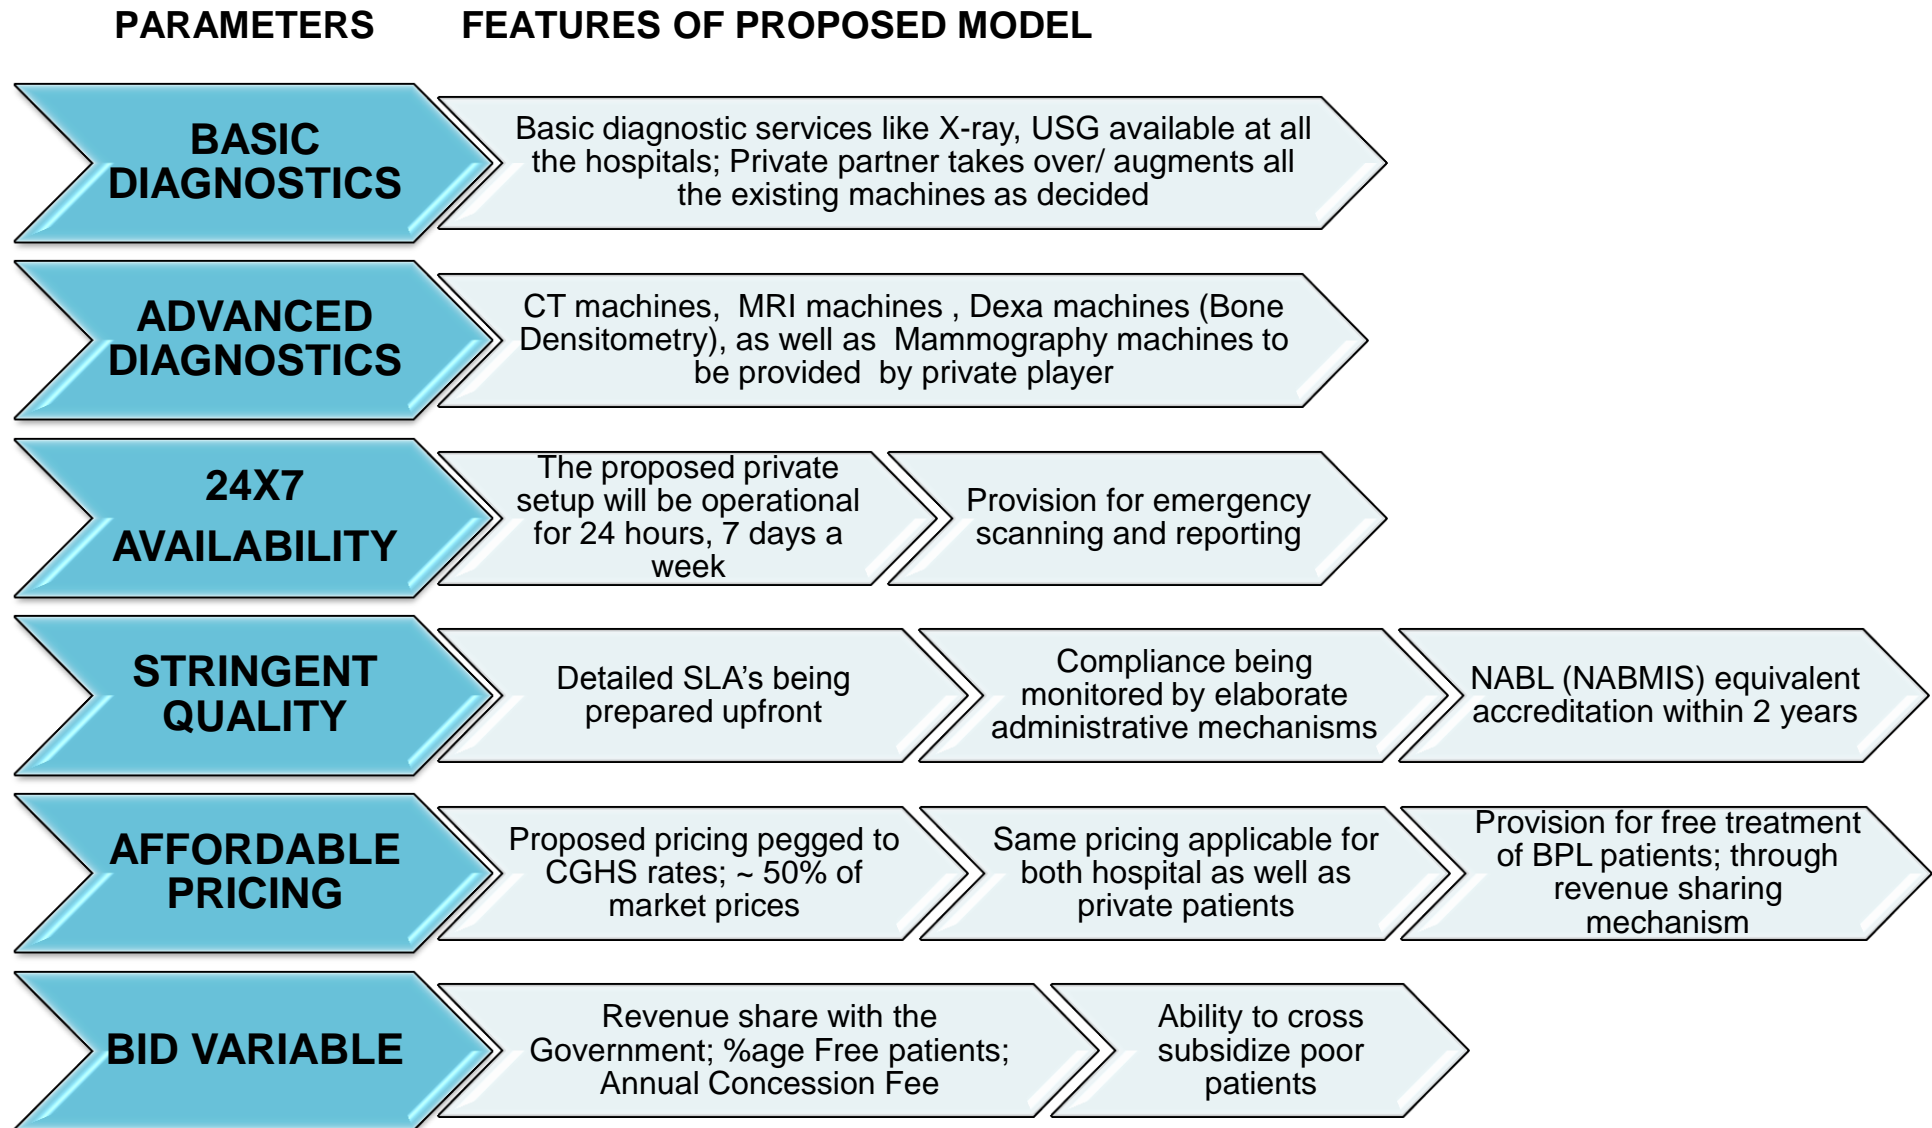 PARAMETERS FEATURES OF PROPOSED MODEL
BASIC
DIAGNOSTICS
Basic diagnostic services like X-ray, USG available at all
the hospitals; Private partner takes over/ augments all
the existing machines as decided
ADVANCED
DIAGNOSTICS
CT machines, MRI machines , Dexa machines (Bone
Densitometry), as well as Mammography machines to
be provided by private player
24X7
AVAILABILITY
The proposed private
setup will be operational
for 24 hours, 7 days a
week
Provision for emergency
scanning and reporting
STRINGENT
QUALITY
Detailed SLA’s being
prepared upfront
Compliance being
monitored by elaborate
administrative mechanisms
NABL (NABMIS) equivalent
accreditation within 2 years
AFFORDABLE
PRICING
Proposed pricing pegged to
CGHS rates; ~ 50% of
market prices
Same pricing applicable for
both hospital as well as
private patients
Provision for free treatment
of BPL patients; through
revenue sharing
mechanism
BID VARIABLE
Revenue share with the
Government; %age Free patients;
Annual Concession Fee
Ability to cross
subsidize poor
patients